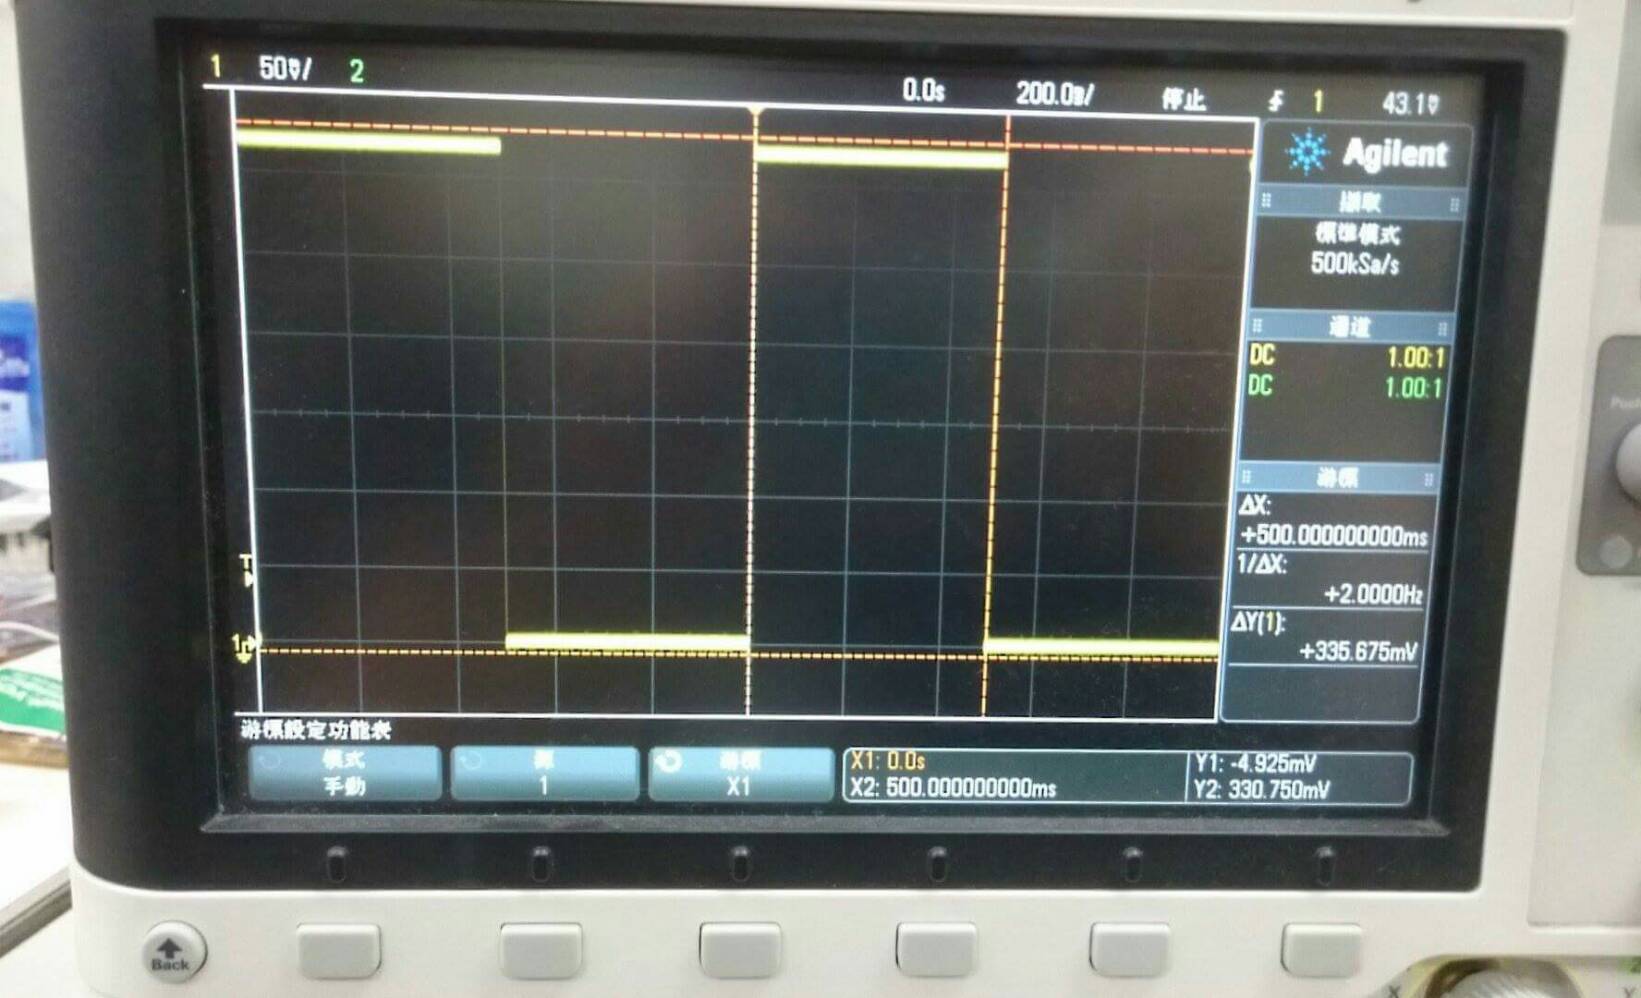 1 50▽/ 2 0.0s 200.0▽/ 停止 1 43.1▽
Agilent
擷取
標準模式
500kSa/s
通道
DC 1.00:1
DC 1.00:1
游標
ΔX:
+500.000000000ms
1/ΔX:
+2.0000Hz
ΔY(1):
+335.675mV
T
1
游標設定功能表
模式
手動
源
1
游標
X1
X1: 0.0s
X2: 500.000000000ms
Y1: -4.925mV
Y2: 330.750mV
Back